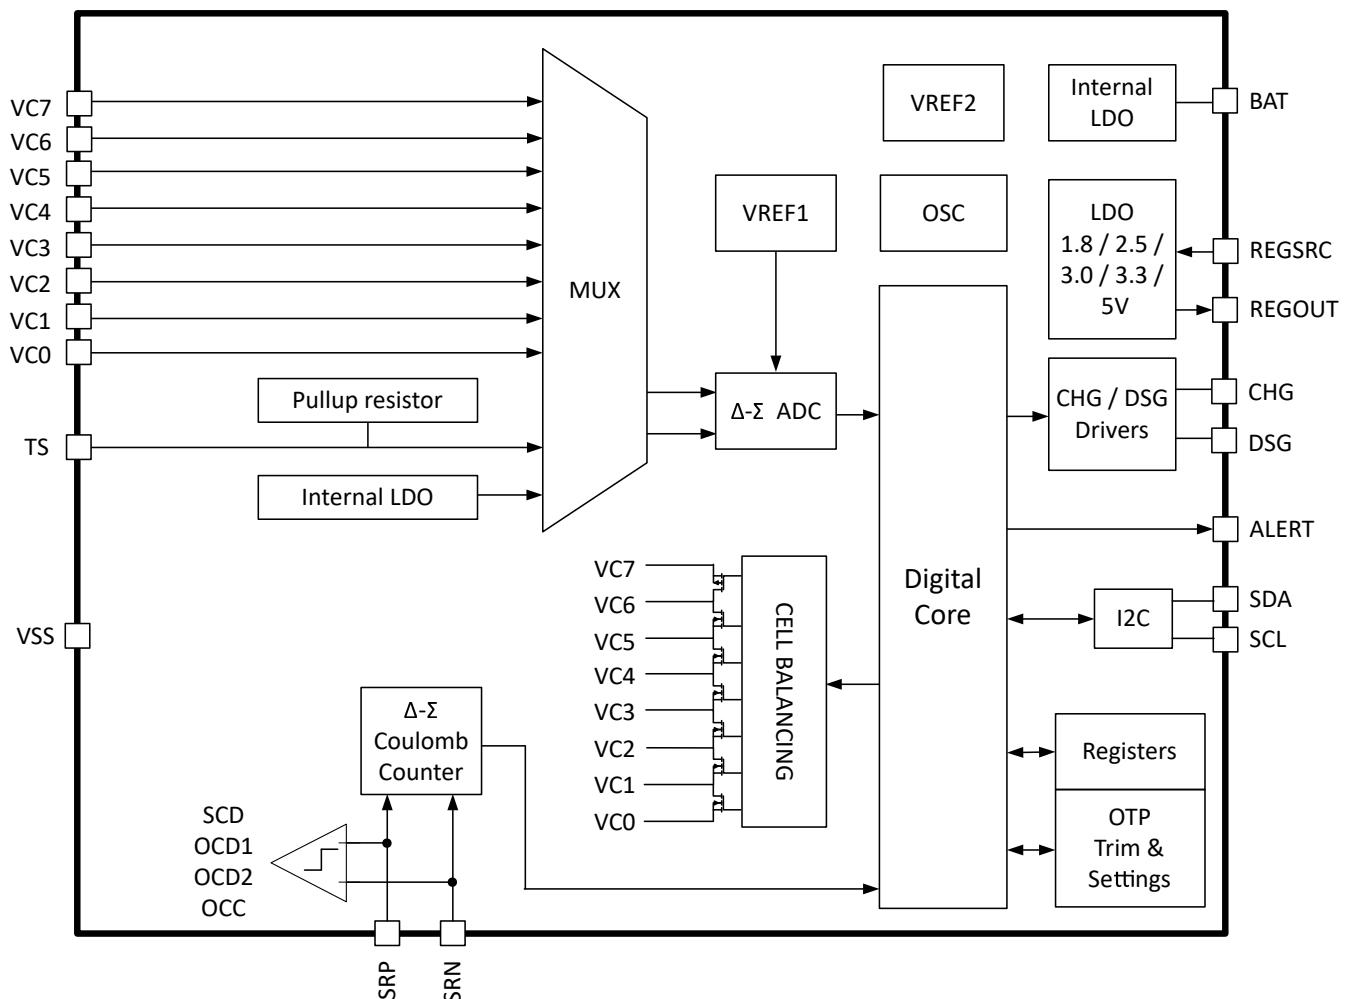 VC7
VC6
VC5
VC4
VC3
VC2
VC1
VC0
TS
VSS
MUX
Pullup resistor
Internal LDO
VREF1
Δ-Σ ADC
VREF2
OSC
Internal
LDO
LDO
1.8 / 2.5 /
3.0 / 3.3 /
5V
CHG / DSG
Drivers
Digital
Core
I2C
Registers
OTP
Trim &
Settings
BAT
REGSRC
REGOUT
CHG
DSG
ALERT
SDA
SCL
VC7
VC6
VC5
VC4
VC3
VC2
VC1
VC0
CELL BALANCING
Δ-Σ
Coulomb
Counter
SCD
OCD1
OCD2
OCC
SRP
SRN